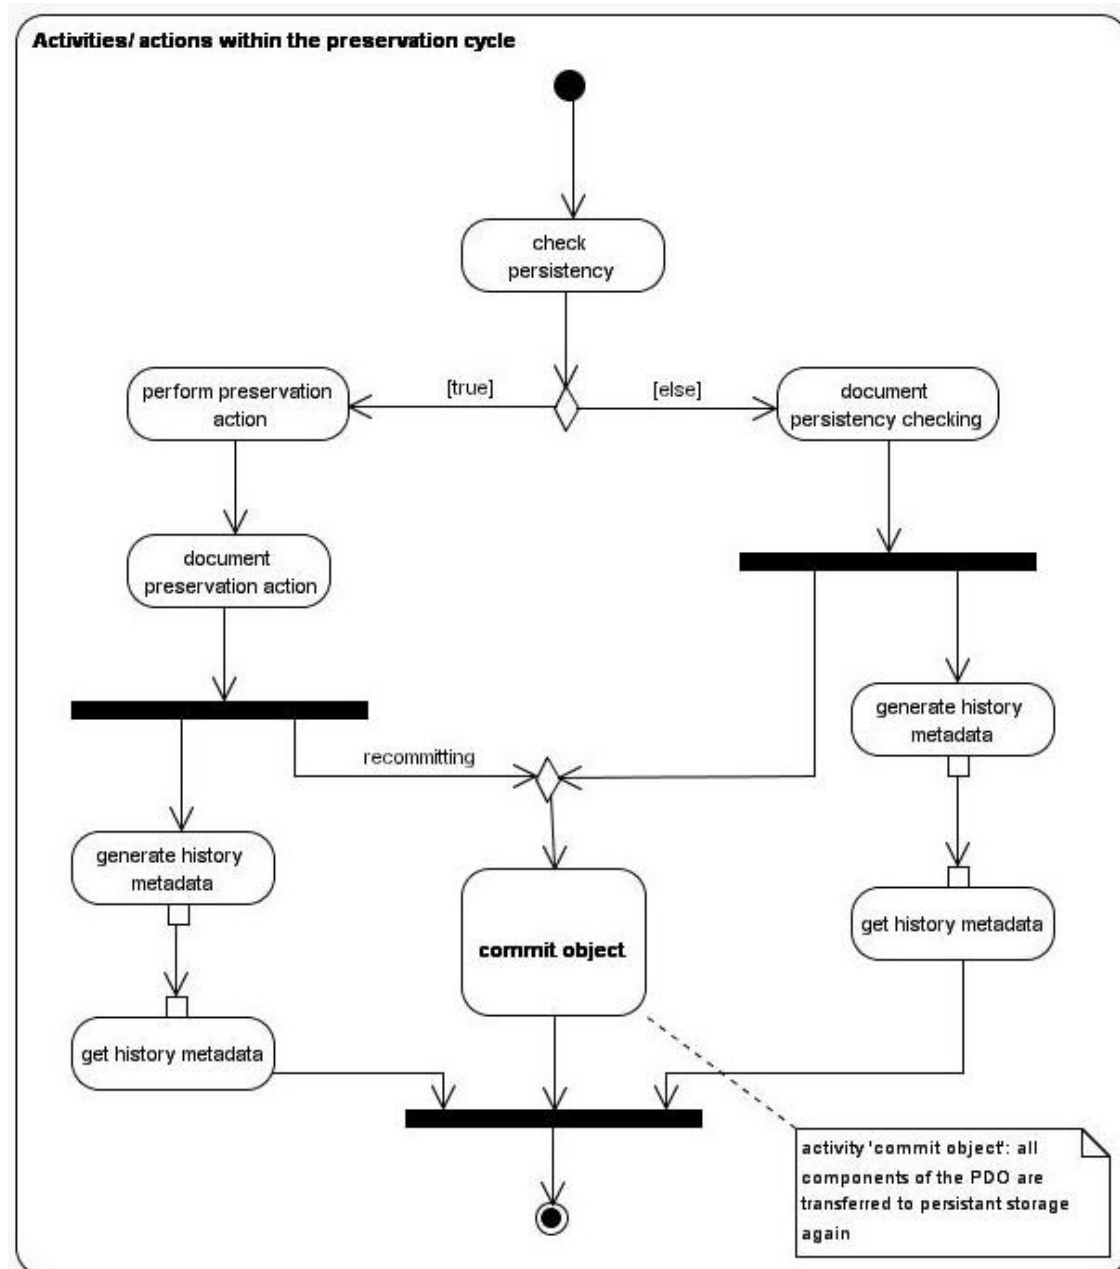 Activities/ actions within the preservation cycle
check
persistency
[true]
[else]
perform preservation
action
document
persistency checking
document
preservation action
generate history
metadata
recommitting
generate history
metadata
commit object
get history metadata
get history metadata
activity 'commit object': all
components of the PDO are
transferred to persistant storage
again